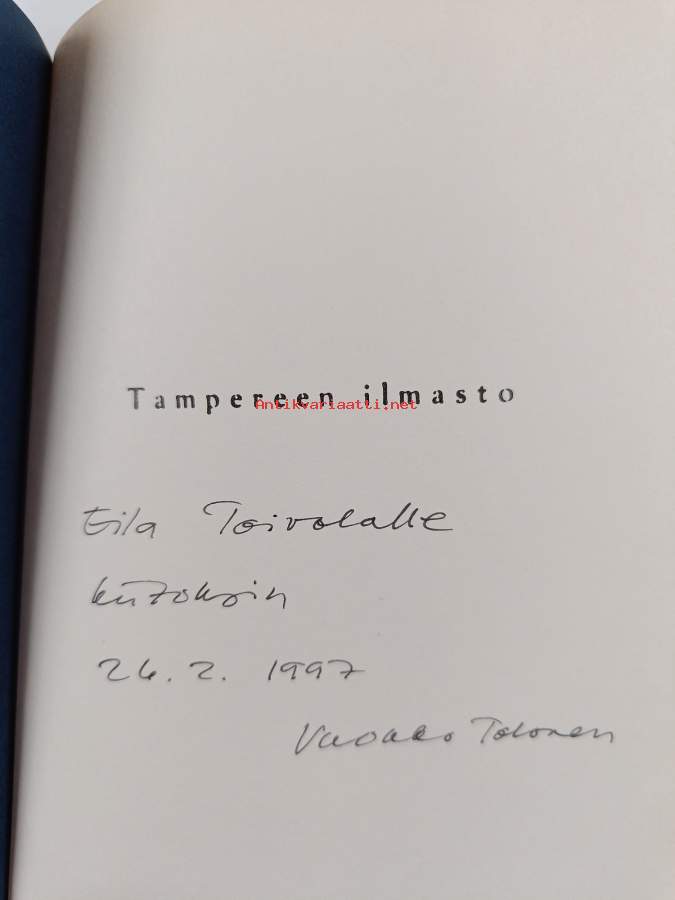 Tampereen ilmasto
Antikvariaatti.net
Eila Toivolalle
kiitoksin
26.2. 1997
Vuokko Tolonen